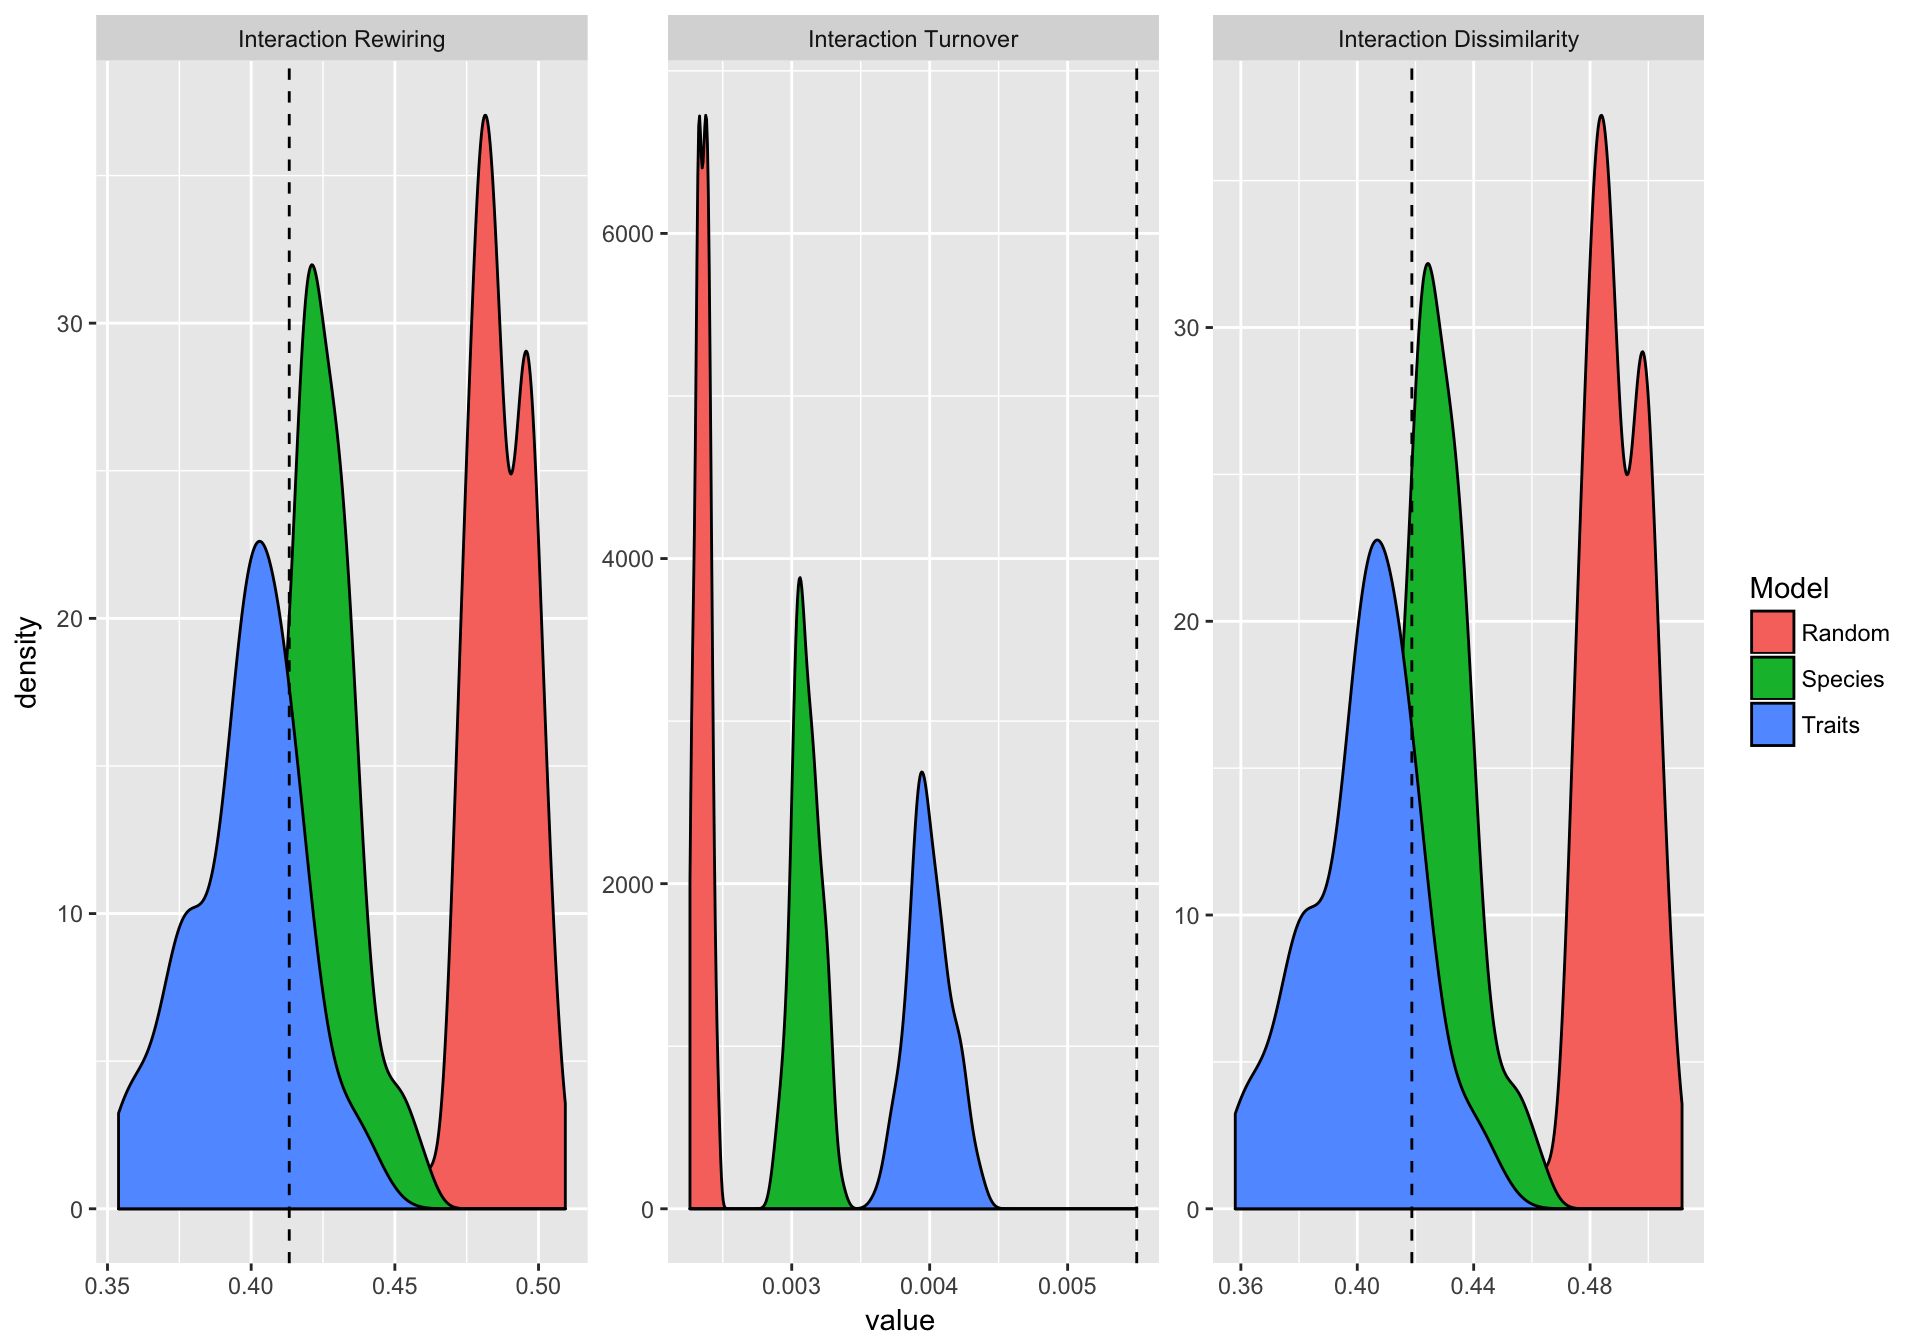 Interaction Rewiring
Interaction Turnover
Interaction Dissimilarity
density
30
20
10
0
0.35 0.40 0.45 0.50
6000
4000
2000
0
0.003 0.004 0.005
30
20
10
0
0.36 0.40 0.44 0.48
value
Model
Random
Species
Traits